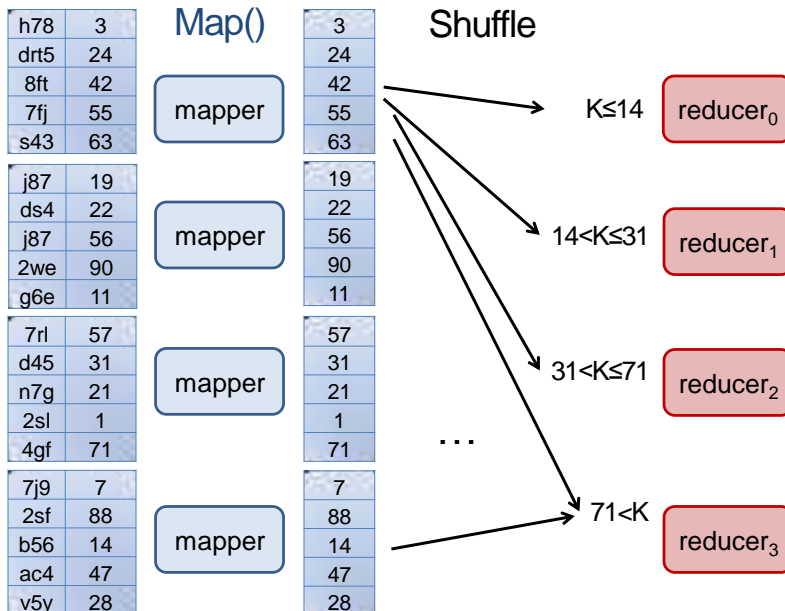 Map()
Shuffle
h78 3
drt5 24
8ft 42
7fj 55
s43 63
mapper
3
24
42
55
63
K≤14
reducer0
j87 19
ds4 22
j87 56
2we 90
g6e 11
mapper
19
22
56
90
11
14<K≤31
reducer1
7rl 57
d45 31
n7g 21
2sl 1
4gf 71
mapper
57
31
21
1
71
31<K≤71
reducer2
...
7j9 7
2sf 88
b56 14
ac4 47
v5v 28
mapper
7
88
14
47
28
71<K
reducer3